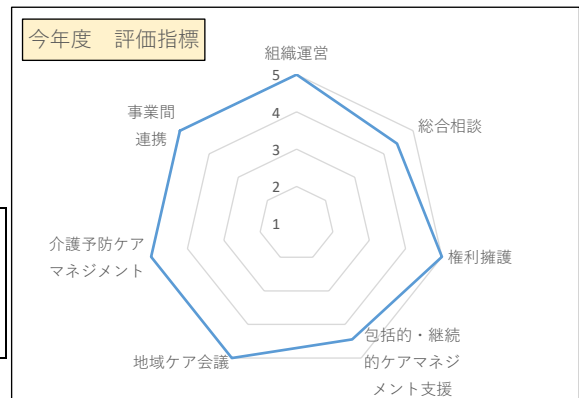 今年度　評価指標
組織運営
5
4
3
2
1
総合相談
権利擁護
包括的・継続
的ケアマネジ
メント支援
地域ケア会議
介護予防ケア
マネジメント
事業間
連携